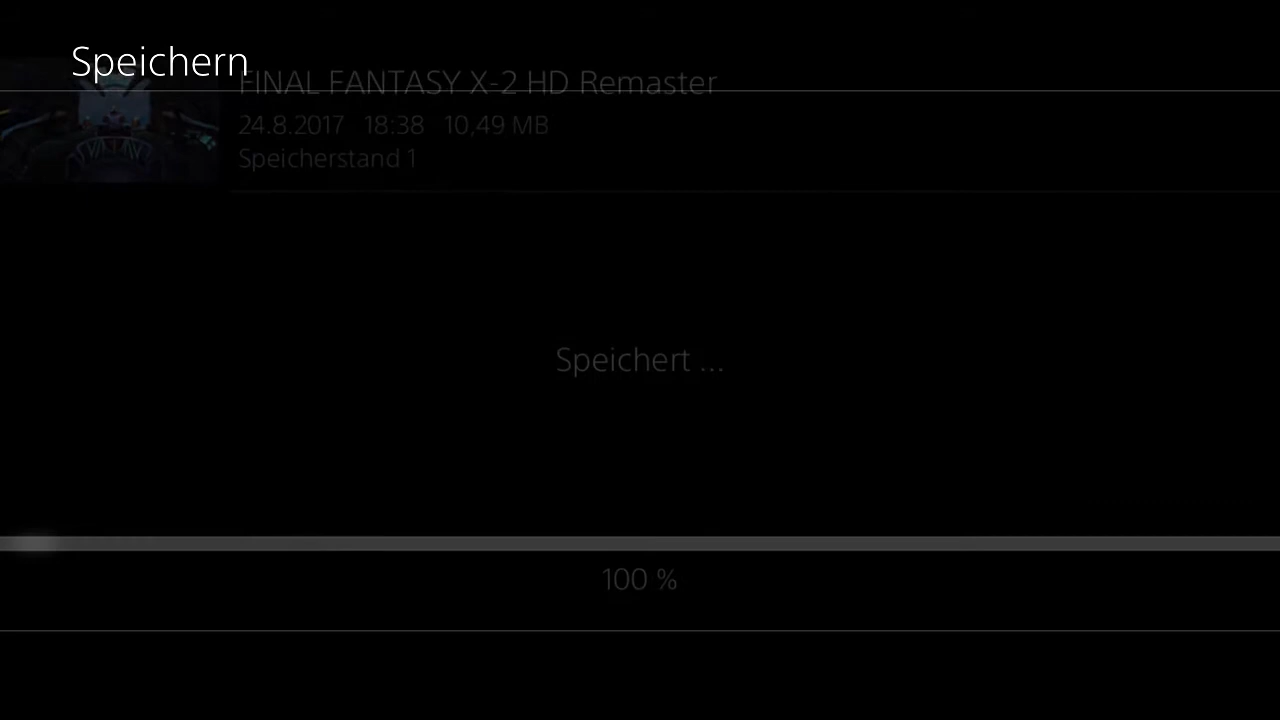 Speichern
FINAL FANTASY X-2 HD Remaster
24.8.2017 18:38 10,49 MB
Speicherstand 1
Speichert ...
100 %